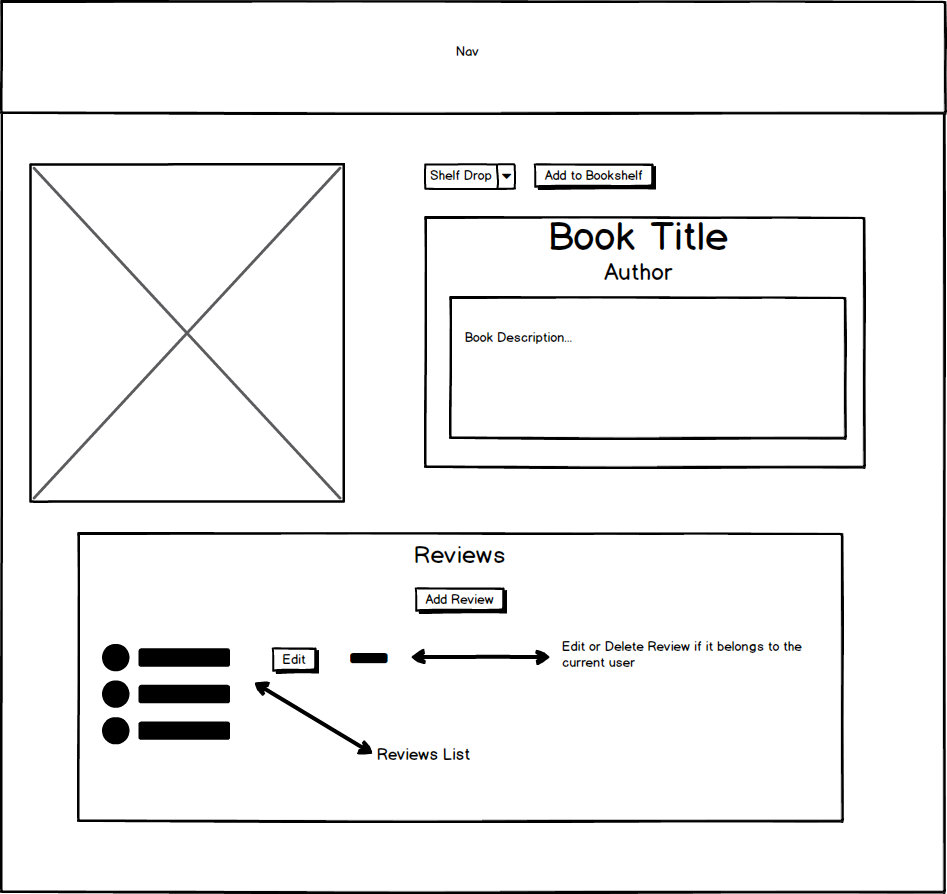 Nav
Shelf Drop
Add to Bookshelf
Book Title
Author
Book Description...
Reviews
Add Review
Edit
Edit or Delete Review if it belongs to the
current user
Reviews List